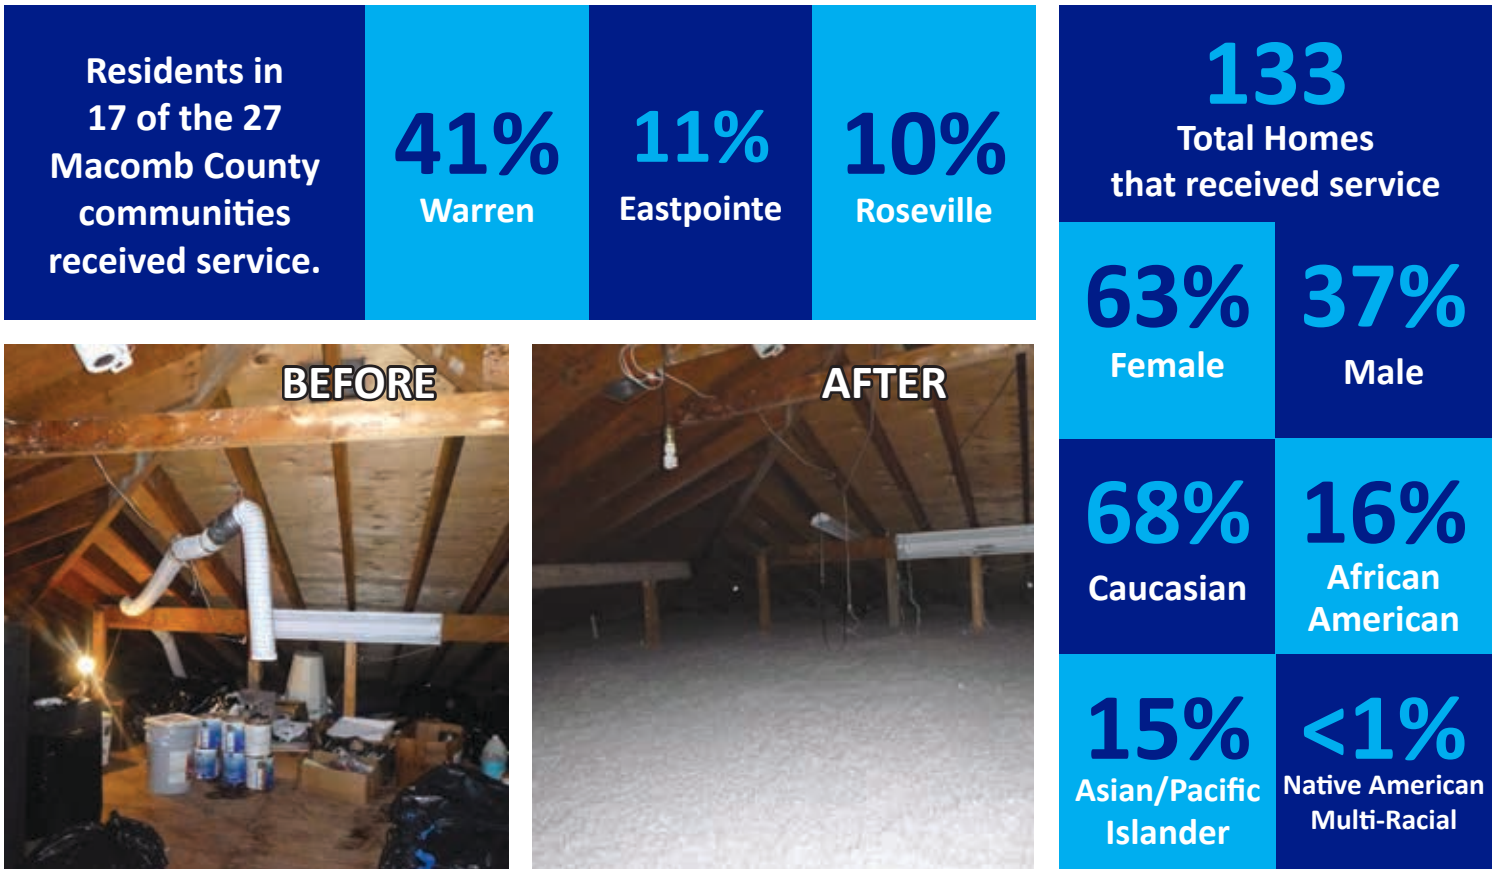 Residents in
17 of the 27
Macomb County
communities
received service.
41%
Warren
11%
Eastpointe
10%
Roseville
133
Total Homes
that received service
63%
Female
37%
Male
68%
Caucasian
16%
African
American
15%
Asian/Pacific
Islander
<1%
Native American
Multi-Racial
BEFORE
AFTER